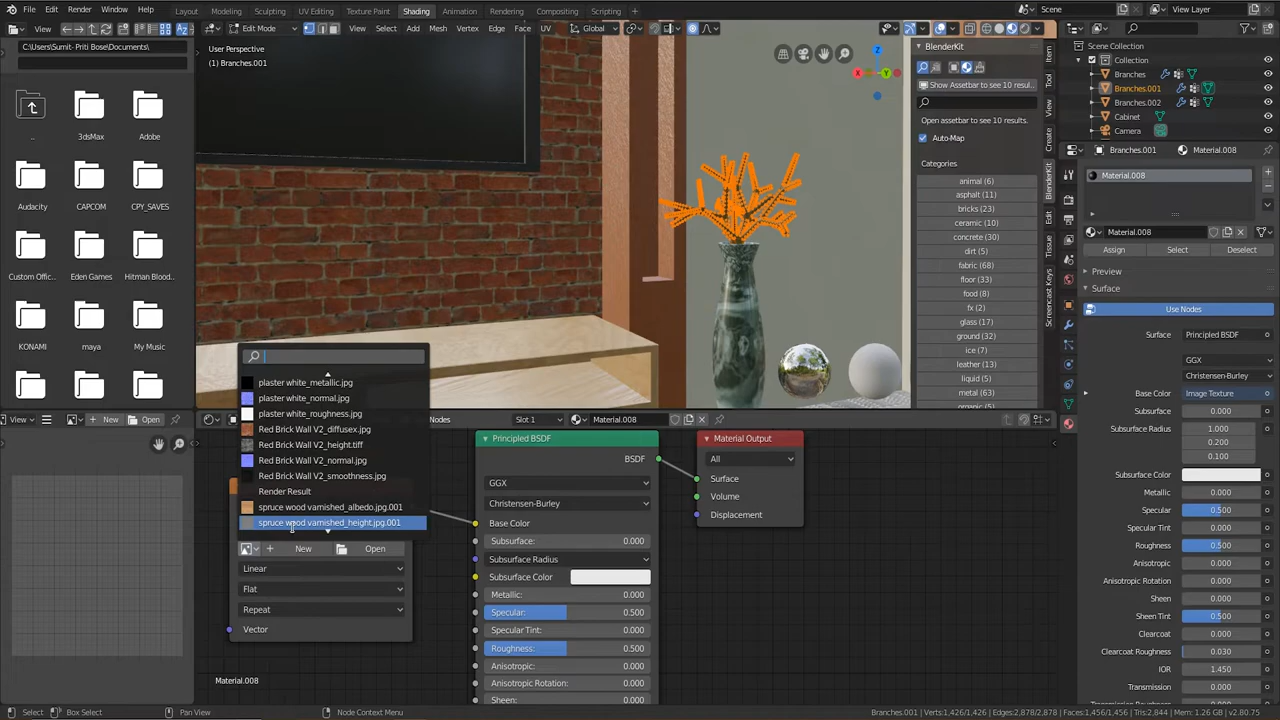 File Edit Render Window Help Layout Modeling Sculpting UV Editing Texture Paint Shading Animation Rendering Compositing Scripting Scene View Layer
View Edit Mode View Select Add Mesh Vertex Edge Face UV Global
C:\Users\Sumit- Priti Bose\Documents\
User Perspective
(1) Branches.001
..
3dsMax
Adobe
Audacity
CAPCOM
CPY_SAVES
Custom Offic...
Eden Games
Hitman Blood...
KONAMI
maya
My Music
BlenderKit
Show Assetbar to see 10 resul...
Open assetbar to see 10 results.
Auto-Map
Categories
animal (6)
asphalt (11)
bricks (23)
ceramic (10)
concrete (30)
dirt (5)
fabric (68)
floor (33)
food (8)
fx (2)
glass (17)
ground (32)
ice (7)
leather (13)
liquid (5)
metal (63)
organic (5)
Item
Tool
View
Create
BlenderKit
Edit
Tissue
Screencast Keys
Scene Collection
Collection
Branches
Branches.001
Branches.002
Cabinet
Camera
Branches.001 Material.008
Material.008
Material.008
Assign Select Deselect
Preview
Surface
Use Nodes
Surface Principled BSDF
GGX
Christensen-Burley
Base Color Image Texture
Subsurface 0.000
Subsurface Radius 1.000
0.200
0.100
Subsurface Color
Metallic 0.000
Specular 0.500
Specular Tint 0.000
Roughness 0.500
Anisotropic 0.000
Anisotropic Rotation 0.000
Sheen 0.000
Sheen Tint 0.500
Clearcoat 0.000
Clearcoat Roughness 0.030
IOR 1.450
Transmission 0.000
plaster white_metallic.jpg
plaster white_normal.jpg
plaster white_roughness.jpg
Red Brick Wall V2_diffusex.jpg
Red Brick Wall V2_height.tiff
Red Brick Wall V2_normal.jpg
Red Brick Wall V2_smoothness.jpg
Render Result
spruce wood varnished_albedo.jpg.001
spruce wood varnished_height.jpg.001
View New Open
Nodes Slot 1 Material.008
New Open
Linear
Flat
Repeat
Vector
Principled BSDF
BSDF
GGX
Christensen-Burley
Base Color
Subsurface: 0.000
Subsurface Radius
Subsurface Color
Metallic: 0.000
Specular: 0.500
Specular Tint: 0.000
Roughness: 0.500
Anisotropic: 0.000
Anisotropic Rotation: 0.000
Sheen: 0.000
Material Output
All
Surface
Volume
Displacement
Material.008
Select Box Select Pan View Node Context Menu Branches.001 | Verts:1,426/1,426 | Edges:2,878/2,878 | Faces:1,456/1,456 | Tris:2,844 | Mem: 1.26 GB | v2.80.75